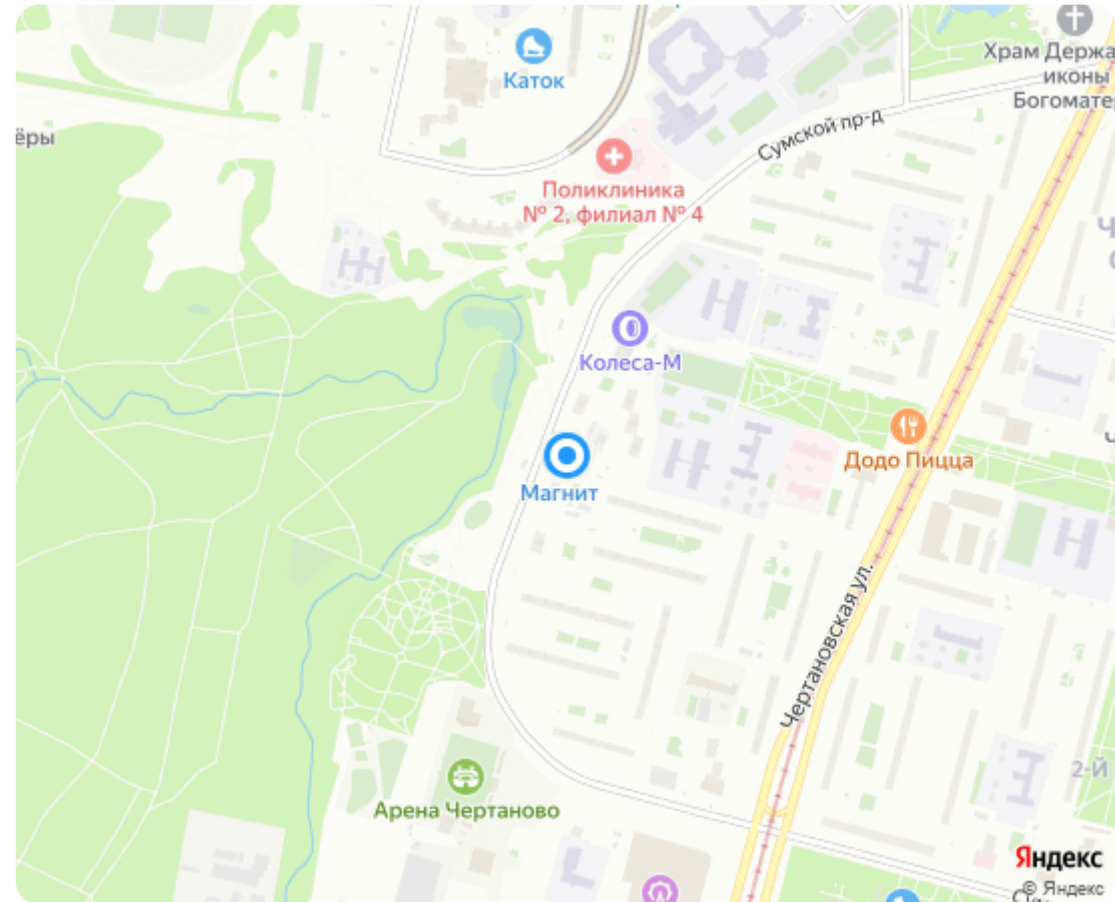 Храм Держа
иконы
Богомате
Каток
ёры
Сумской пр-д
Поликлиника
№ 2, филиал № 4
Колеса-М
Додо Пицца
Магнит
Чертановская ул.
2-Й
Арена Чертаново
Яндекс
© Яндекс